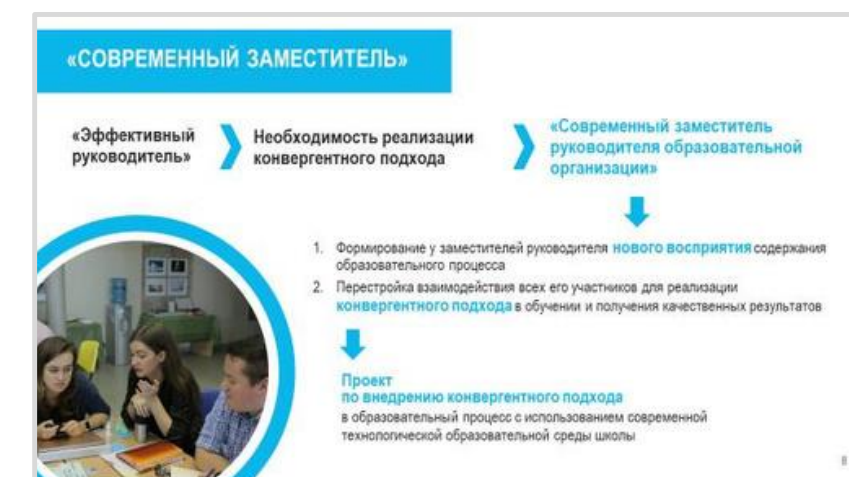 «СОВРЕМЕННЫЙ ЗАМЕСТИТЕЛЬ»
«Эффективный
руководитель»
Необходимость реализации
конвергентного подхода
«Современный заместитель
руководителя образовательной
организации»
1. Формирование у заместителей руководителя нового восприятия содержания
образовательного процесса
2. Перестройка взаимодействия всех его участников для реализации
конвергентного подхода в обучении и получения качественных результатов
Проект
по внедрению конвергентного подхода
в образовательный процесс с использованием современной
технологической образовательной среды школы